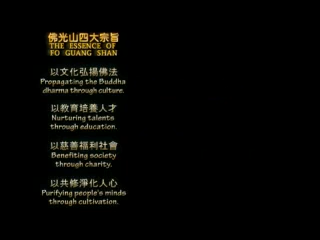 佛光山四大宗旨
THE ESSENCE OF
FO GUANG SHAN
以文化弘揚佛法
Propagating the Buddha
dharma through culture.
以教育培養人才
Nurturing talents
through education.
以慈善福利社會
Benefiting society
through charity.
以共修淨化人心
Purifying people's minds
through cultivation.